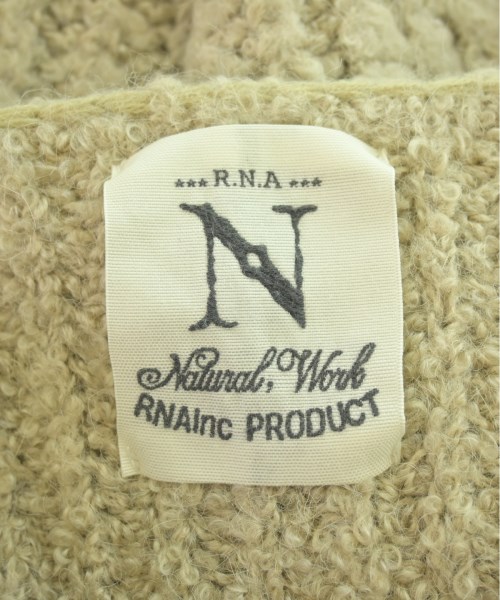 *** R.N.A ***
N
Natural, Work
RNAInc PRODUCT